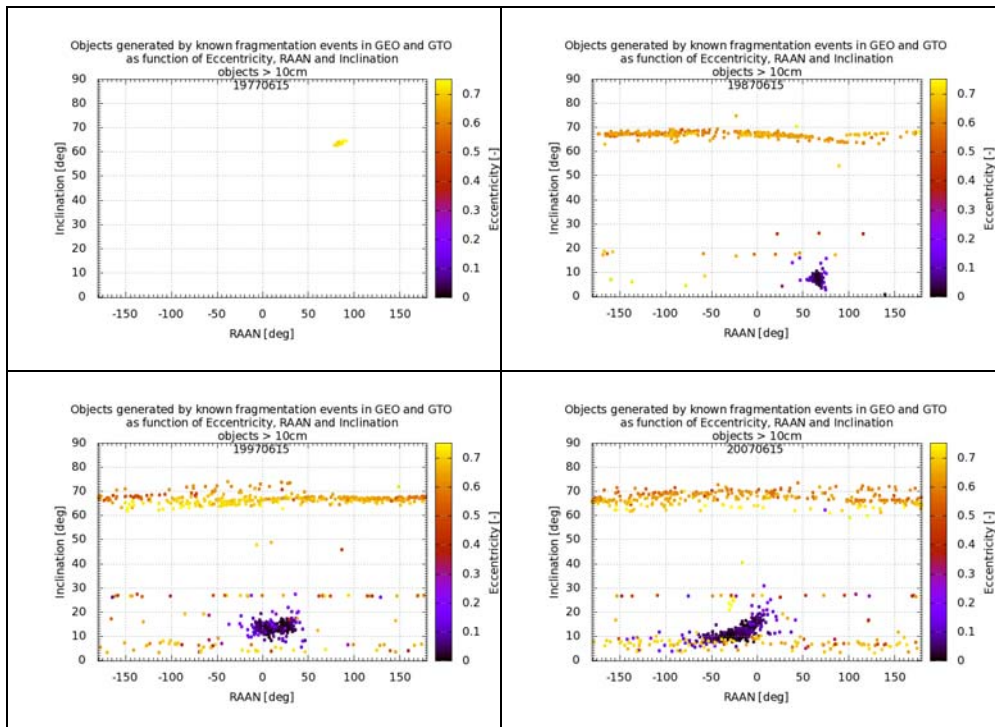 Objects generated by known fragmentation events in GEO and GTO
as function of Eccentricity, RAAN and Inclination
objects > 10cm
19770615
90
80
70
60
50
40
30
20
10
0
Inclination [deg]
-150 -100 -50 0 50 100 150
RAAN [deg]
0.7
0.6
0.5
0.4
0.3
0.2
0.1
0
Eccentricity [-]
Objects generated by known fragmentation events in GEO and GTO
as function of Eccentricity, RAAN and Inclination
objects > 10cm
19870615
90
80
70
60
50
40
30
20
10
0
Inclination [deg]
-150 -100 -50 0 50 100 150
RAAN [deg]
0.7
0.6
0.5
0.4
0.3
0.2
0.1
0
Eccentricity [-]
Objects generated by known fragmentation events in GEO and GTO
as function of Eccentricity, RAAN and Inclination
objects > 10cm
19970615
90
80
70
60
50
40
30
20
10
0
Inclination [deg]
-150 -100 -50 0 50 100 150
RAAN [deg]
0.7
0.6
0.5
0.4
0.3
0.2
0.1
0
Eccentricity [-]
Objects generated by known fragmentation events in GEO and GTO
as function of Eccentricity, RAAN and Inclination
objects > 10cm
20070615
90
80
70
60
50
40
30
20
10
0
Inclination [deg]
-150 -100 -50 0 50 100 150
RAAN [deg]
0.7
0.6
0.5
0.4
0.3
0.2
0.1
0
Eccentricity [-]